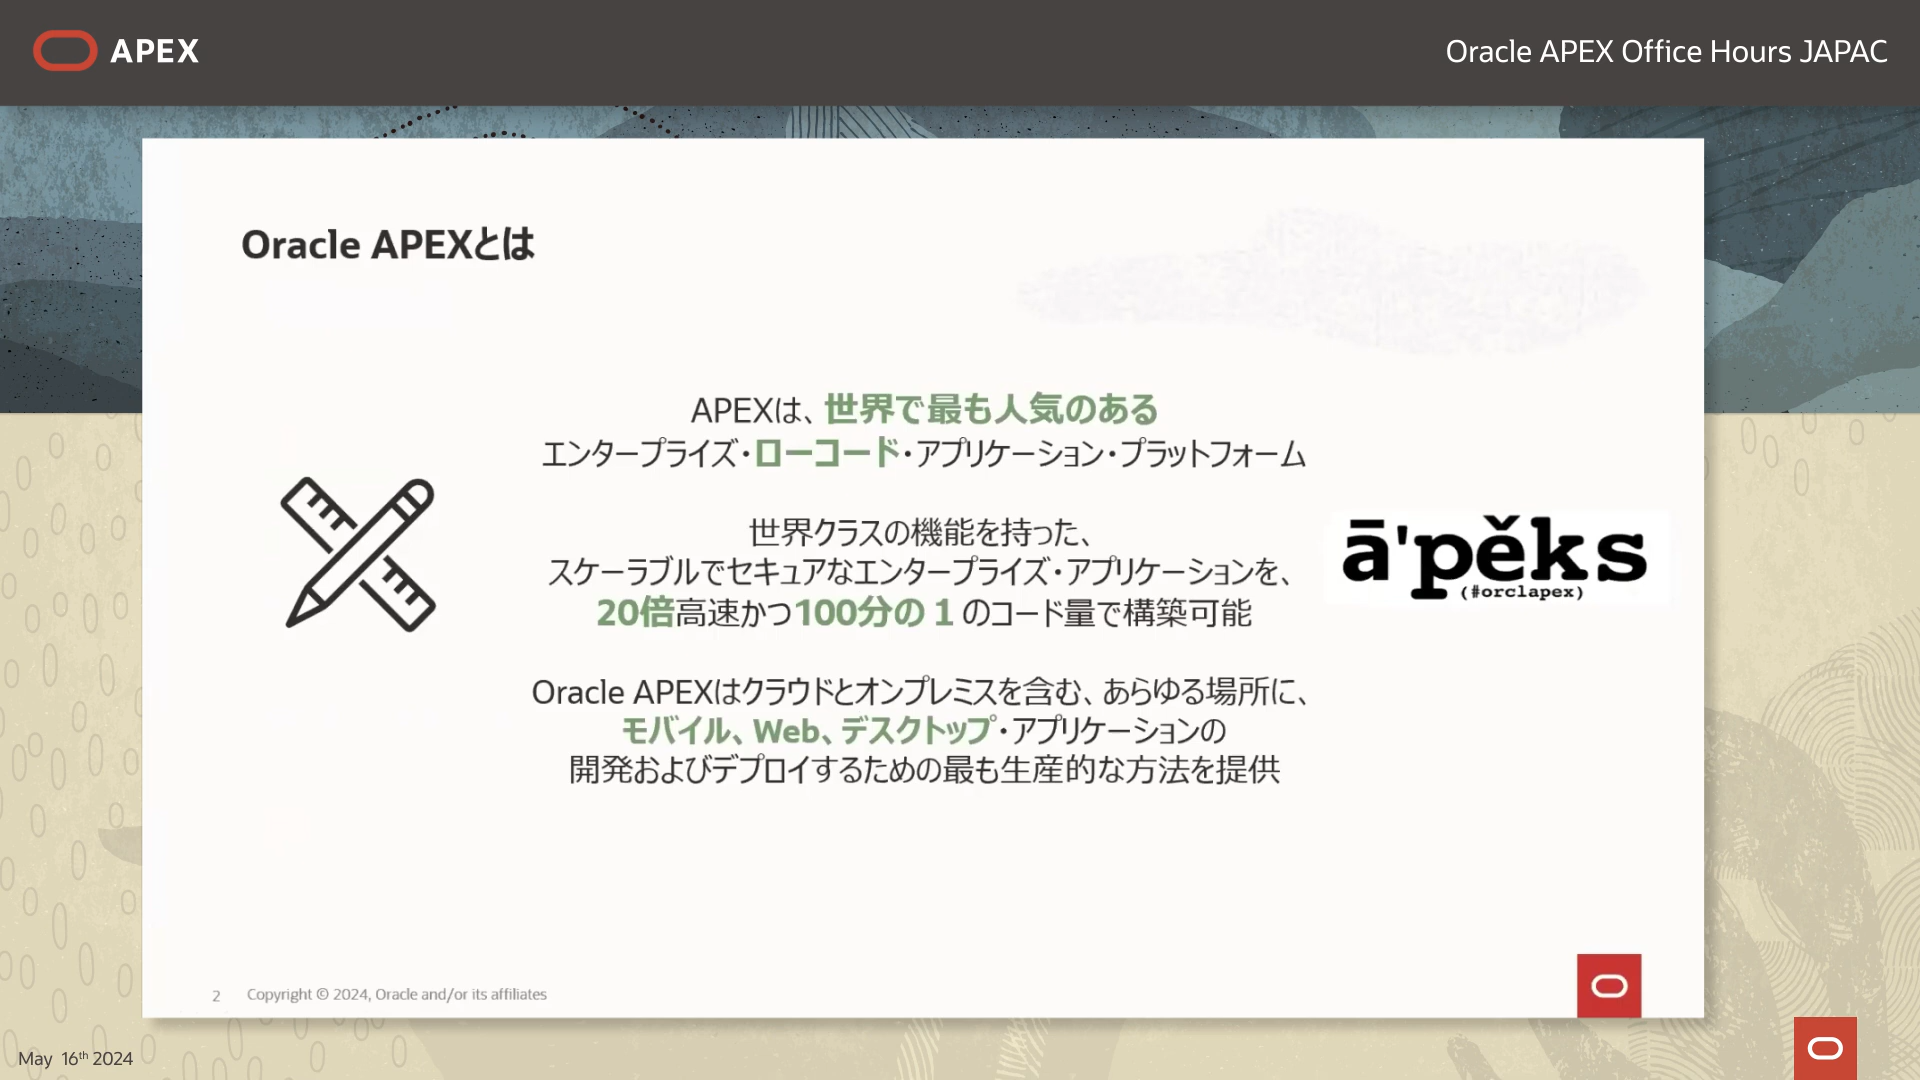 APEX
Oracle APEX Office Hours JAPAC
Oracle APEXとは
APEXは、世界で最も人気のある
エンタープライズ・ローコード・アプリケーション・プラットフォーム
世界クラスの機能を持った、
スケーラブルでセキュアなエンタープライズ・アプリケーションを、
20倍高速かつ100分の１のコード量で構築可能
ā'pěks
(#orclapex)
Oracle APEXはクラウドとオンプレミスを含む、あらゆる場所に、
モバイル、Web、デスクトップ・アプリケーションの
開発およびデプロイするための最も生産的な方法を提供
2 Copyright © 2024, Oracle and/or its affiliates
May 16th 2024